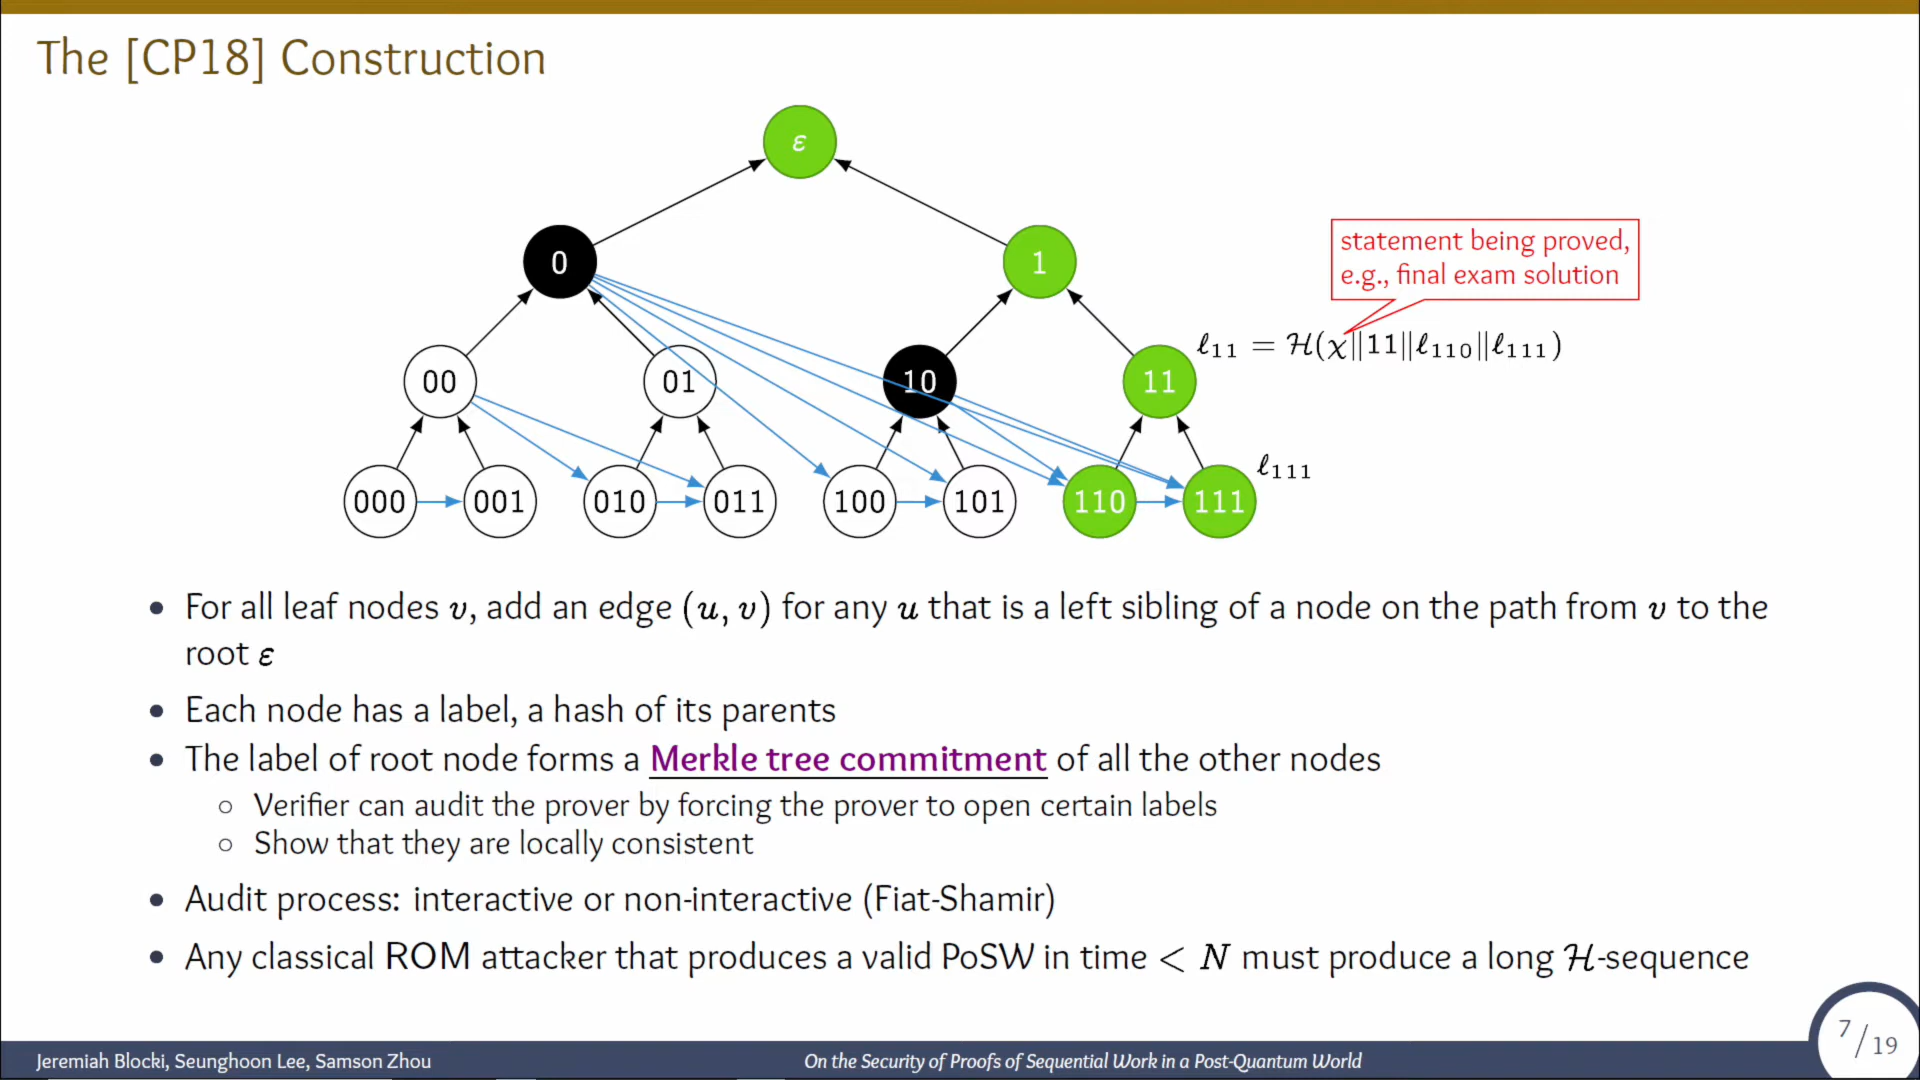 The [CP18] Construction
ε
0
1
statement being proved,
e.g., final exam solution
00
01
10
11
ℓ₁₁ = ℋ(χ||11||ℓ₁₁₀||ℓ₁₁₁)
000
001
010
011
100
101
110
111
ℓ₁₁₁
• For all leaf nodes v, add an edge (u, v) for any u that is a left sibling of a node on the path from v to the
root ε
• Each node has a label, a hash of its parents
• The label of root node forms a Merkle tree commitment of all the other nodes
○ Verifier can audit the prover by forcing the prover to open certain labels
○ Show that they are locally consistent
• Audit process: interactive or non-interactive (Fiat-Shamir)
• Any classical ROM attacker that produces a valid PoSW in time < N must produce a long ℋ-sequence
Jeremiah Blocki, Seunghoon Lee, Samson Zhou
On the Security of Proofs of Sequential Work in a Post-Quantum World
7/19